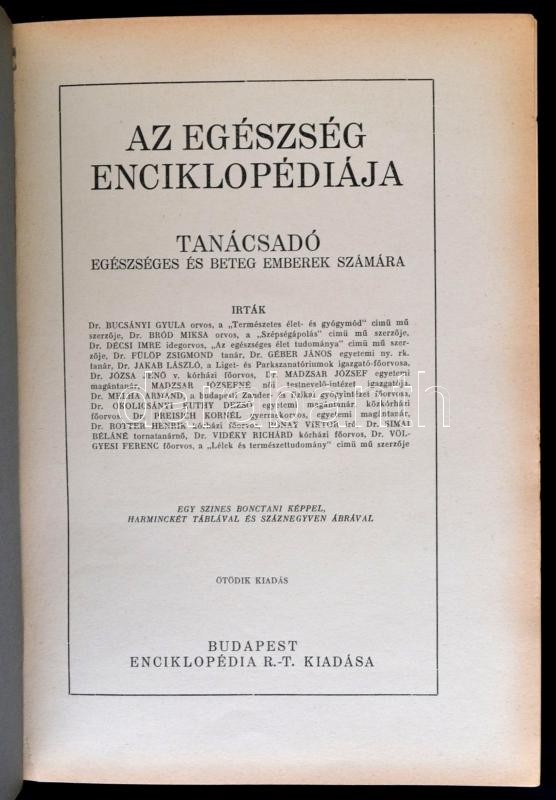 AZ EGÉSZSÉG
ENCIKLOPÉDIÁJA
TANÁCSADÓ
EGÉSZSÉGES ÉS BETEG EMBEREK SZÁMÁRA
IRTÁK
Dr. BUCSÁNYI GYULA orvos, a „Természetes élet- és gyógymód" cimü mű
szerzője, Dr. BRÓD MIKSA orvos, a „Szépségápolás" cimü mű szerzője,
Dr. DÉCSI IMRE idegorvos, „Az egészséges élet tudománya" cimü mű szer-
zője, Dr. FÜLÖP ZSIGMOND tanár, Dr. GÉBER JÁNOS egyetemi ny. rk.
tanár, Dr. JAKAB LÁSZLÓ, a Liget- és Parkszanatóriumok igazgató-főorvosa,
Dr. JÓZSA JENŐ v. kórházi főorvos, Dr. MADZSAR JÓZSEF egyetemi
magántanár, MADZSAR JÓZSEFNÉ női testnevelő-intézet igazgatója,
Dr. ARMAND, a budapesti Zander- és fizikai gyógyintézet főorvosa,
Dr. OKOLICSÁNYI KUTHY DEZSŐ egyetemi magántanár, közkórházi
főorvos, Dr. PREISICH KORNÉL gyermekorvos, egyetemi magántanár,
Dr. ROTTER HENRIK kórházi főorvos, RÓNAY VIKTOR író, Dr. SIMAI
BÉLÁNÉ tornatanárnő, Dr. VIDÉKY RICHÁRD kórházi főorvos, Dr. VÖL-
GYESI FERENC főorvos, a „Lélek és természettudomány" cimü mű szerzője
EGY SZINES BONCTANI KÉPPEL,
HARMINCKÉT TÁBLÁVAL ÉS SZÁZNEGYVEN ÁBRÁVAL
ÖTÖDIK KIADÁS
BUDAPEST
ENCIKLOPÉDIA R.-T. KIADÁSA
darabanth